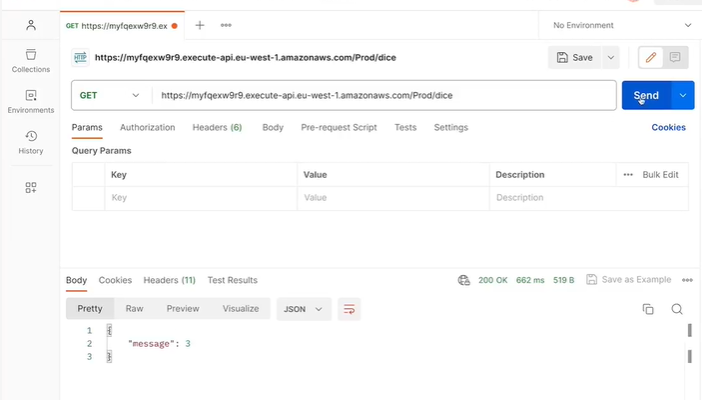 GET https://myfqexw9r9.ex
No Environment
Collections
Environments
History
HTTP https://myfqexw9r9.execute-api.eu-west-1.amazonaws.com/Prod/dice
Save
GET https://myfqexw9r9.execute-api.eu-west-1.amazonaws.com/Prod/dice
Send
Params Authorization Headers (6) Body Pre-request Script Tests Settings Cookies
Query Params
Key Value Description Bulk Edit
Key Value Description
Body Cookies Headers (11) Test Results 200 OK 662 ms 519 B Save as Example
Pretty Raw Preview Visualize JSON
1 {
2 "message": 3
3 }